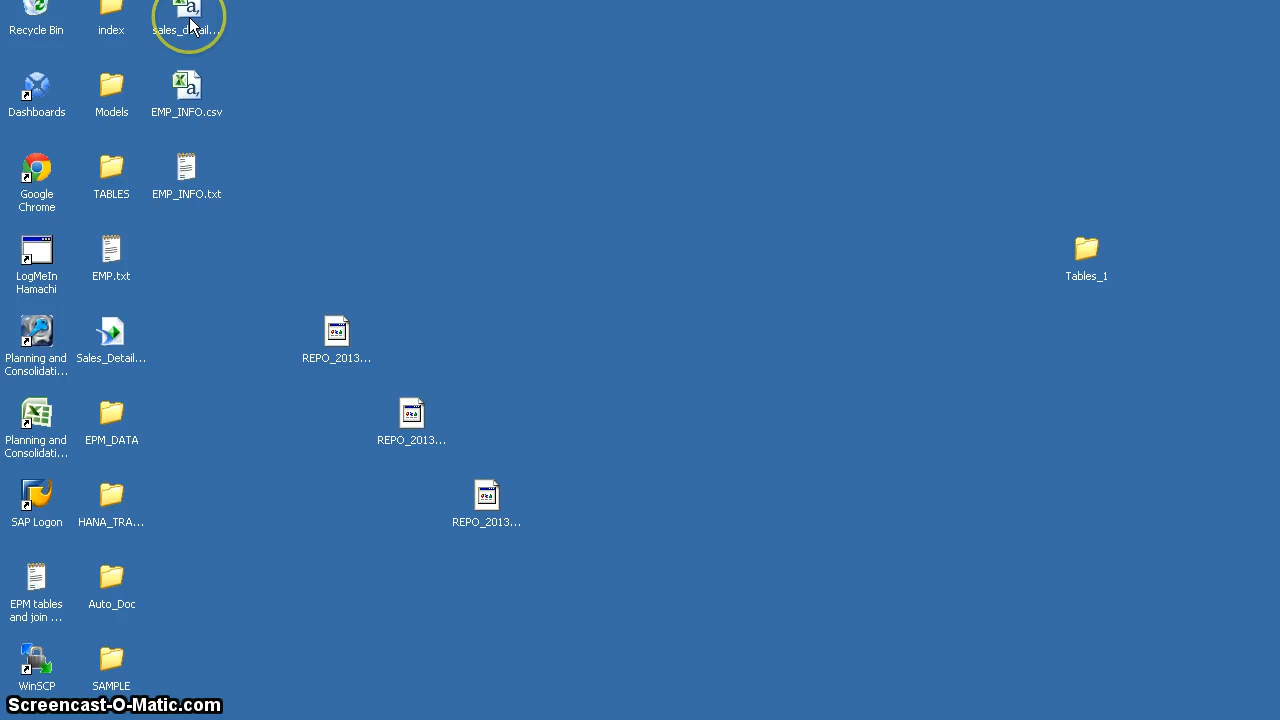 Recycle Bin
index
sales_detail...
Dashboards
Models
EMP_INFO.csv
Google
Chrome
TABLES
EMP_INFO.txt
LogMeIn
Hamachi
EMP.txt
Tables_1
Planning and
Consolidati...
Sales_Detail...
REPO_2013...
Planning and
Consolidati...
EPM_DATA
REPO_2013...
SAP Logon
HANA_TRA...
REPO_2013...
EPM tables
and join ...
Auto_Doc
WinSCP
SAMPLE
Screencast-O-Matic.com